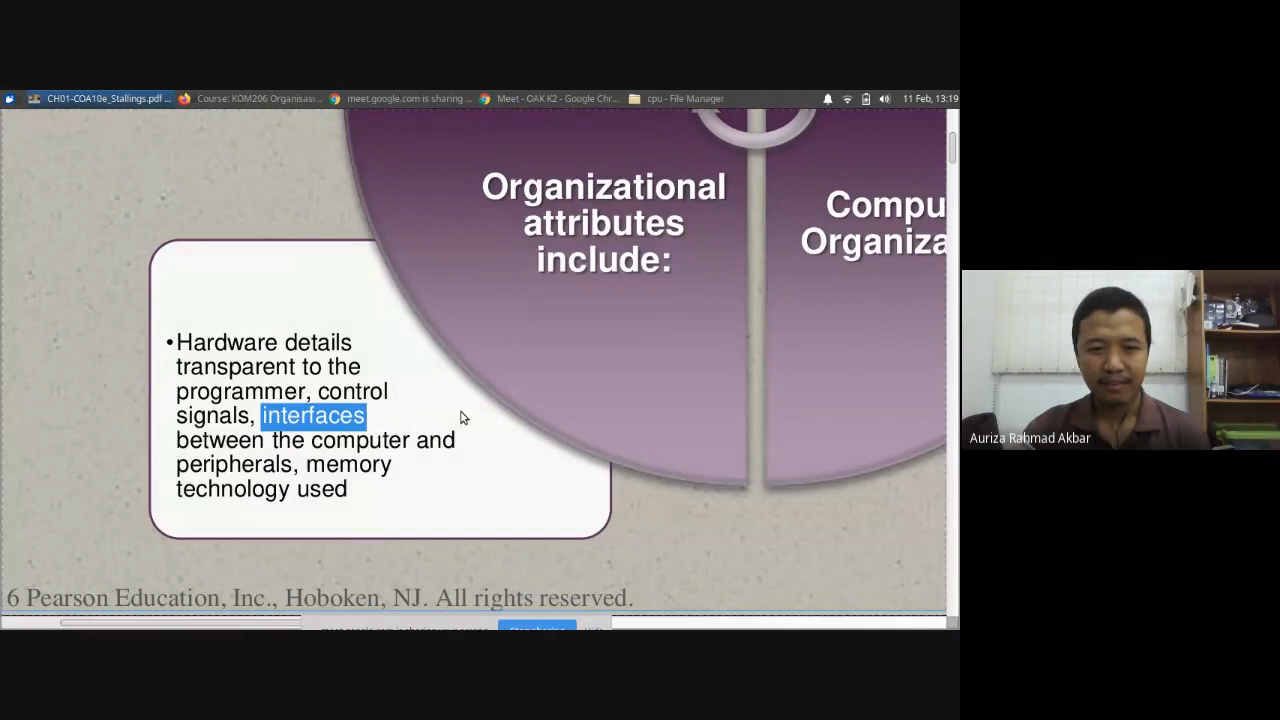 CH01-COA10e_Stallings.pdf ...
Course: KOM206 Organisasi...
meet.google.com is sharing ...
Meet - OAK K2 - Google Chr...
cpu - File Manager
11 Feb, 13:19
Organizational
attributes
include:
Compu
Organiza
•Hardware details
transparent to the
programmer, control
signals, interfaces
between the computer and
peripherals, memory
technology used
Auriza Rahmad Akbar
6 Pearson Education, Inc., Hoboken, NJ. All rights reserved.